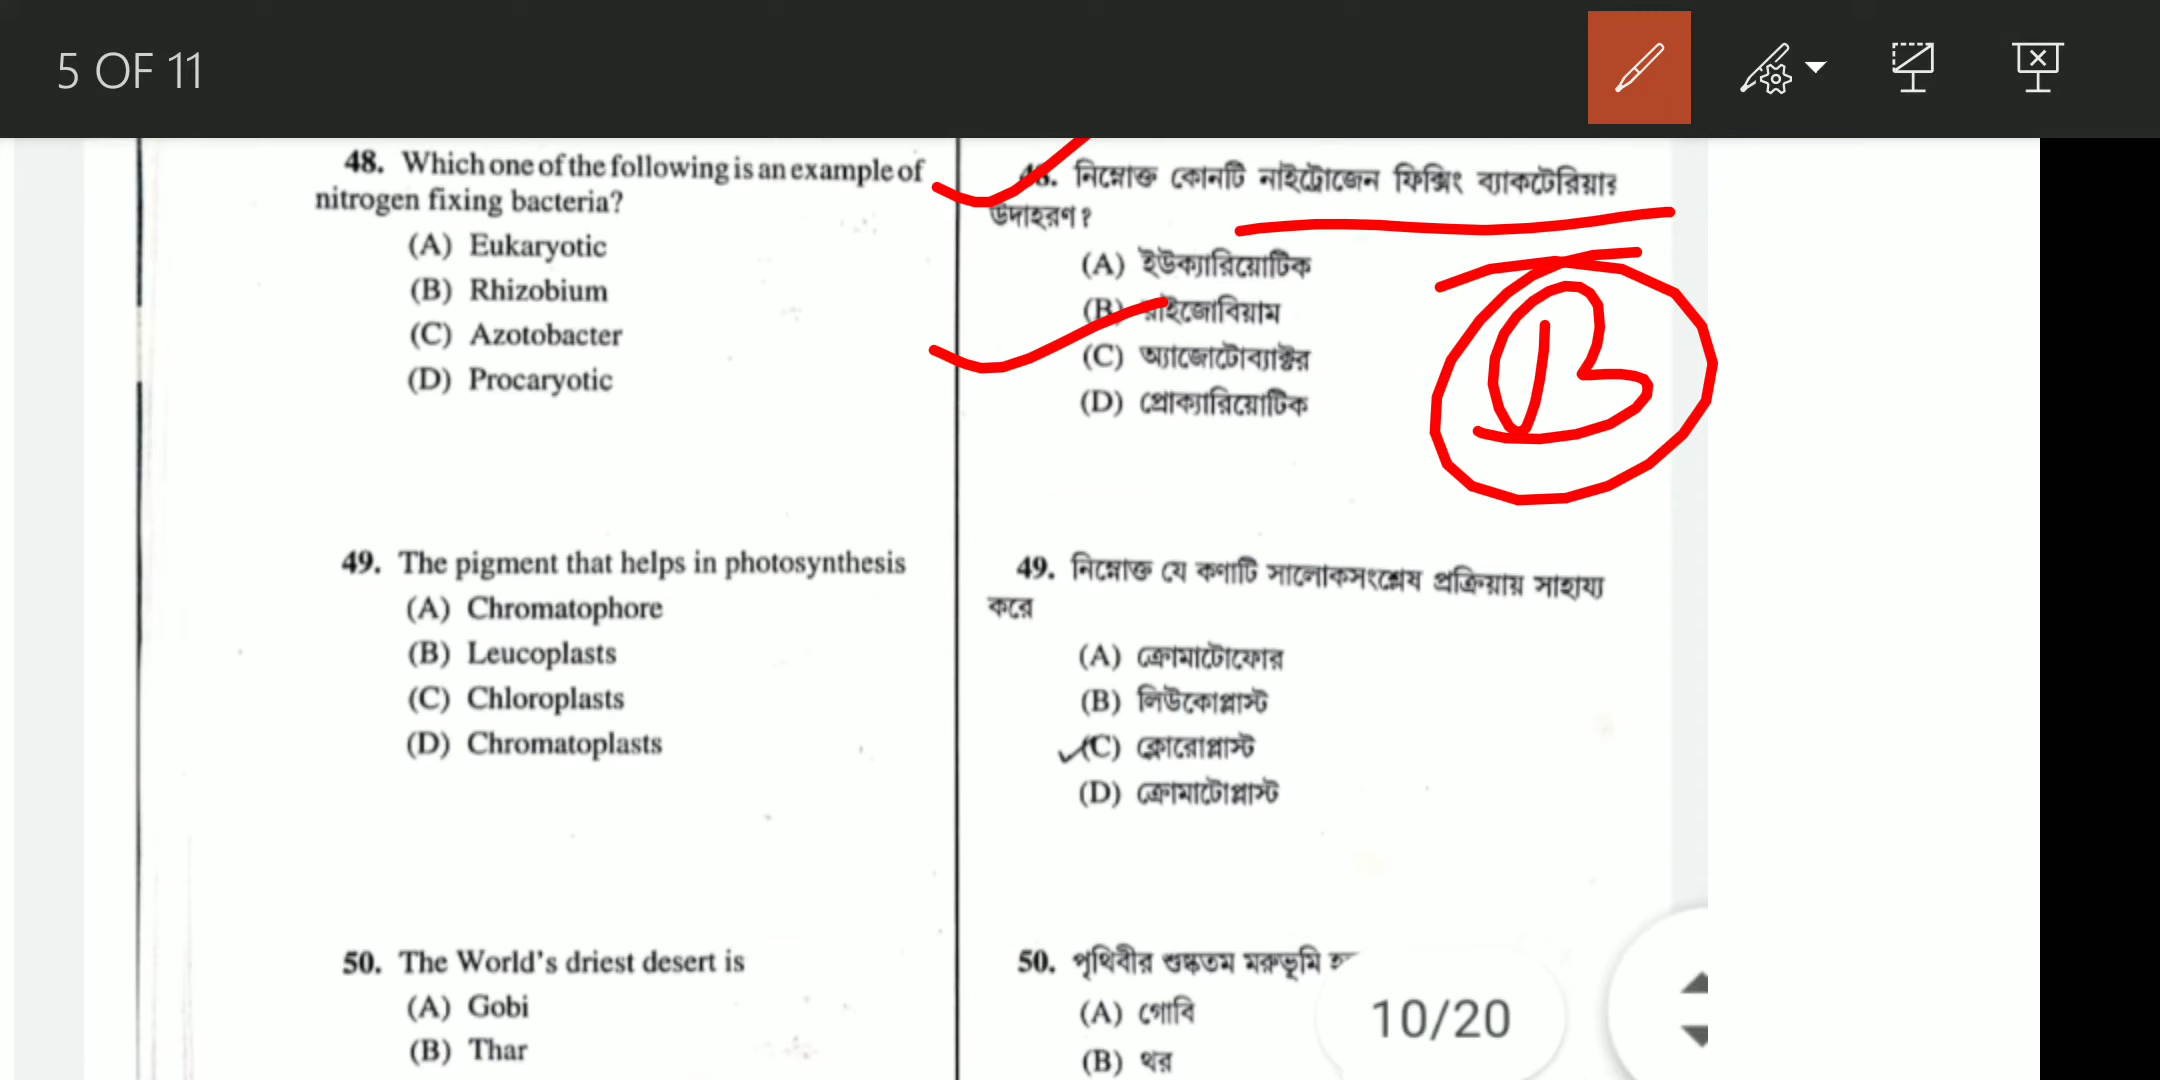 5 OF 11
48. Which one of the following is an example of
nitrogen fixing bacteria?
(A) Eukaryotic
(B) Rhizobium
(C) Azotobacter
(D) Procaryotic
49. The pigment that helps in photosynthesis
(A) Chromatophore
(B) Leucoplasts
(C) Chloroplasts
(D) Chromatoplasts
50. The World's driest desert is
(A) Gobi
(B) Thar
48. নিম্নোক্ত কোনটি নাইট্রোজেন ফিক্সিং ব্যাকটেরিয়ার
উদাহরণ?
(A) ইউক্যারিয়োটিক
(B) রাইজোবিয়াম
(C) অ্যাজোটোব্যাক্টর
(D) প্রোক্যারিয়োটিক
B
49. নিম্নোক্ত যে কণাটি সালোকসংশ্লেষ প্রক্রিয়ায় সাহায্য
করে
(A) ক্রোমাটোফোর
(B) লিউকোপ্লাস্ট
(C) ক্লোরোপ্লাস্ট
(D) ক্রোমাটোপ্লাস্ট
50. পৃথিবীর শুষ্কতম মরুভূমি
(A) গোবি
(B) থর
10/20